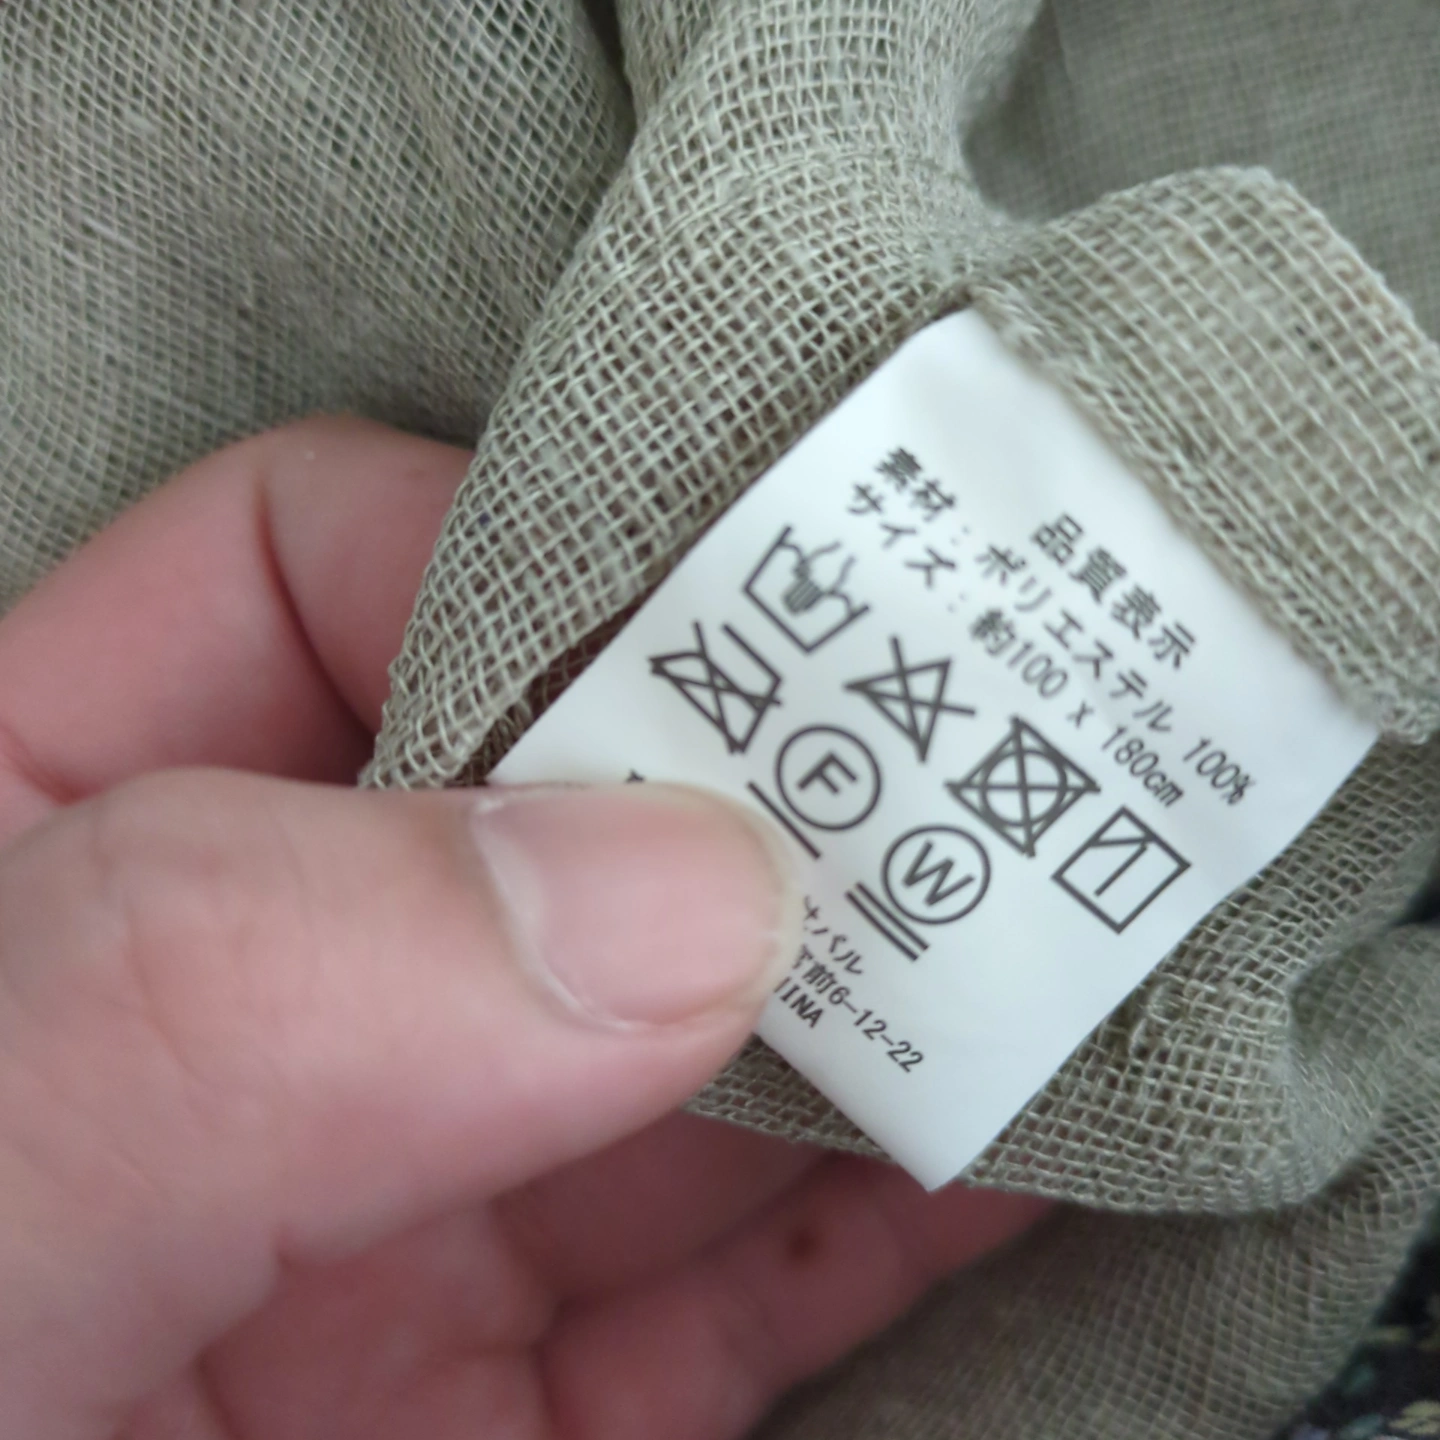 品質表示
素材：ポリエステル 100%
サイズ：約100 x 180cm
F
W
パル
前6-12-22
INA